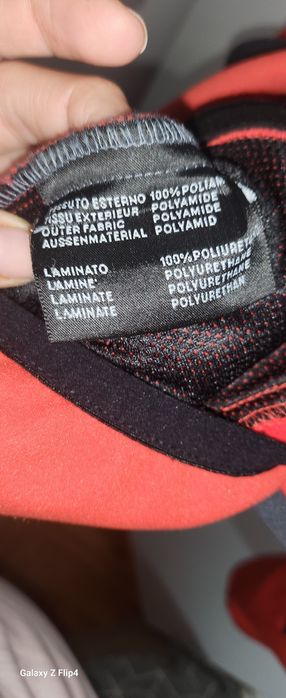 ESTERNO 100% POLIAM
TISSU EXTERIEUR POLYAMIDE
OUTER FABRIC POLYAMIDE
AUSSENMATERIAL POLYAMID
LAMINATO 100% POLIURET
LAMINE' POLYURETHANE
LAMINATE POLYURETHANE
LAMINATE POLYURETHAN
Galaxy Z Flip4